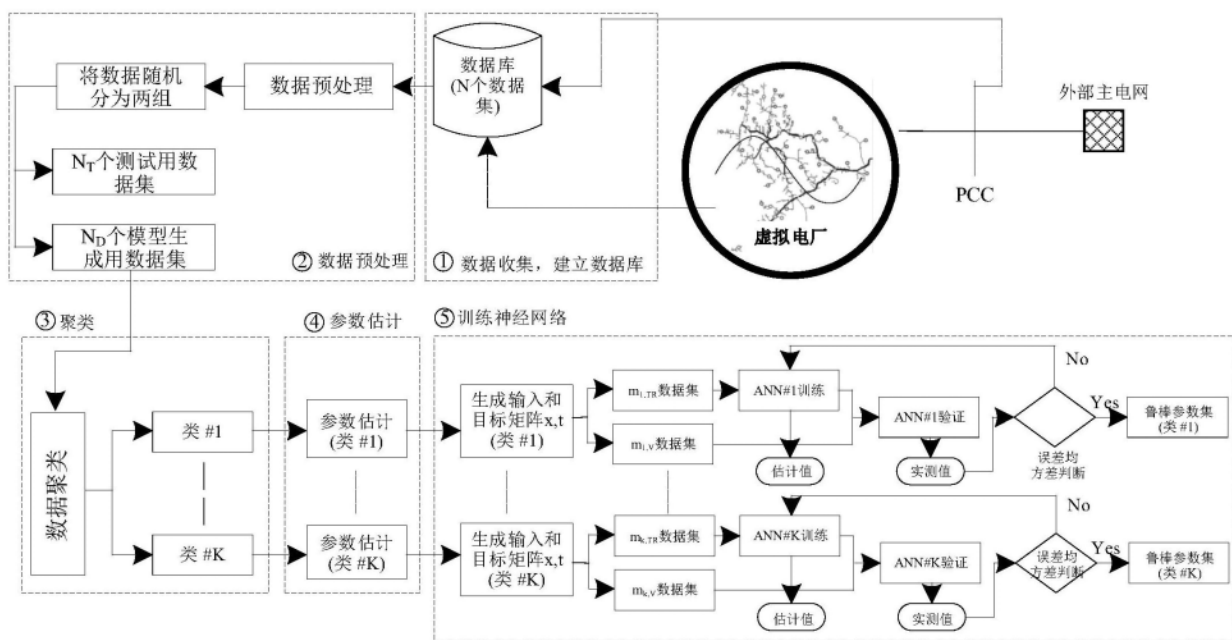 将数据随机
分为两组
数据预处理
数据库
(N个数据
集)
外部主电网
N_T个测试用数
据集
PCC
N_D个模型生
成用数据集
虚拟电厂
②数据预处理
①数据收集，建立数据库
③聚类
④参数估计
⑤训练神经网络
数据聚类
类 #1
类 #K
参数估计
(类 #1)
参数估计
(类 #K)
生成输入和
目标矩阵x,t
(类 #1)
m_{1,TR}数据集
m_{1,V}数据集
ANN#1训练
估计值
ANN#1验证
实测值
No
Yes
误差均
方差判断
鲁棒参数集
(类 #1)
生成输入和
目标矩阵x,t
(类 #K)
m_{k,TR}数据集
m_{k,V}数据集
ANN#K训练
估计值
ANN#K验证
实测值
No
误差均
方差判断
Yes
鲁棒参数集
(类 #K)